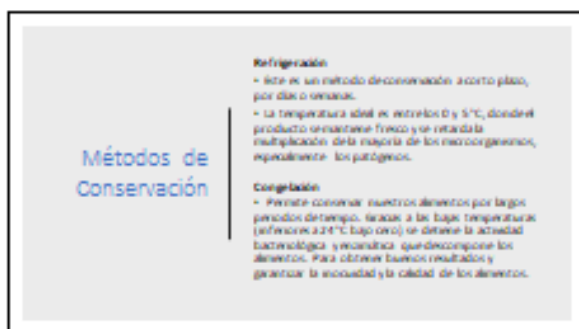 Métodos de
Conservación
Refrigeración
• Este es un método de conservación a corto plazo,
por días o semanas.
• La temperatura ideal es entre los 0 y 5°C, donde el
producto se mantiene fresco y se retarda la
multiplicación de la mayoría de los microorganismos,
especialmente los patógenos.
Congelación
• Permite conservar nuestros alimentos por largos
periodos de tiempo. Gracias a las bajas temperaturas
(inferiores a 24°C bajo cero) se detiene la actividad
bacteriológica y enzimática que descompone los
alimentos. Para obtener buenos resultados y
garantizar la inocuidad y la calidad de los alimentos.